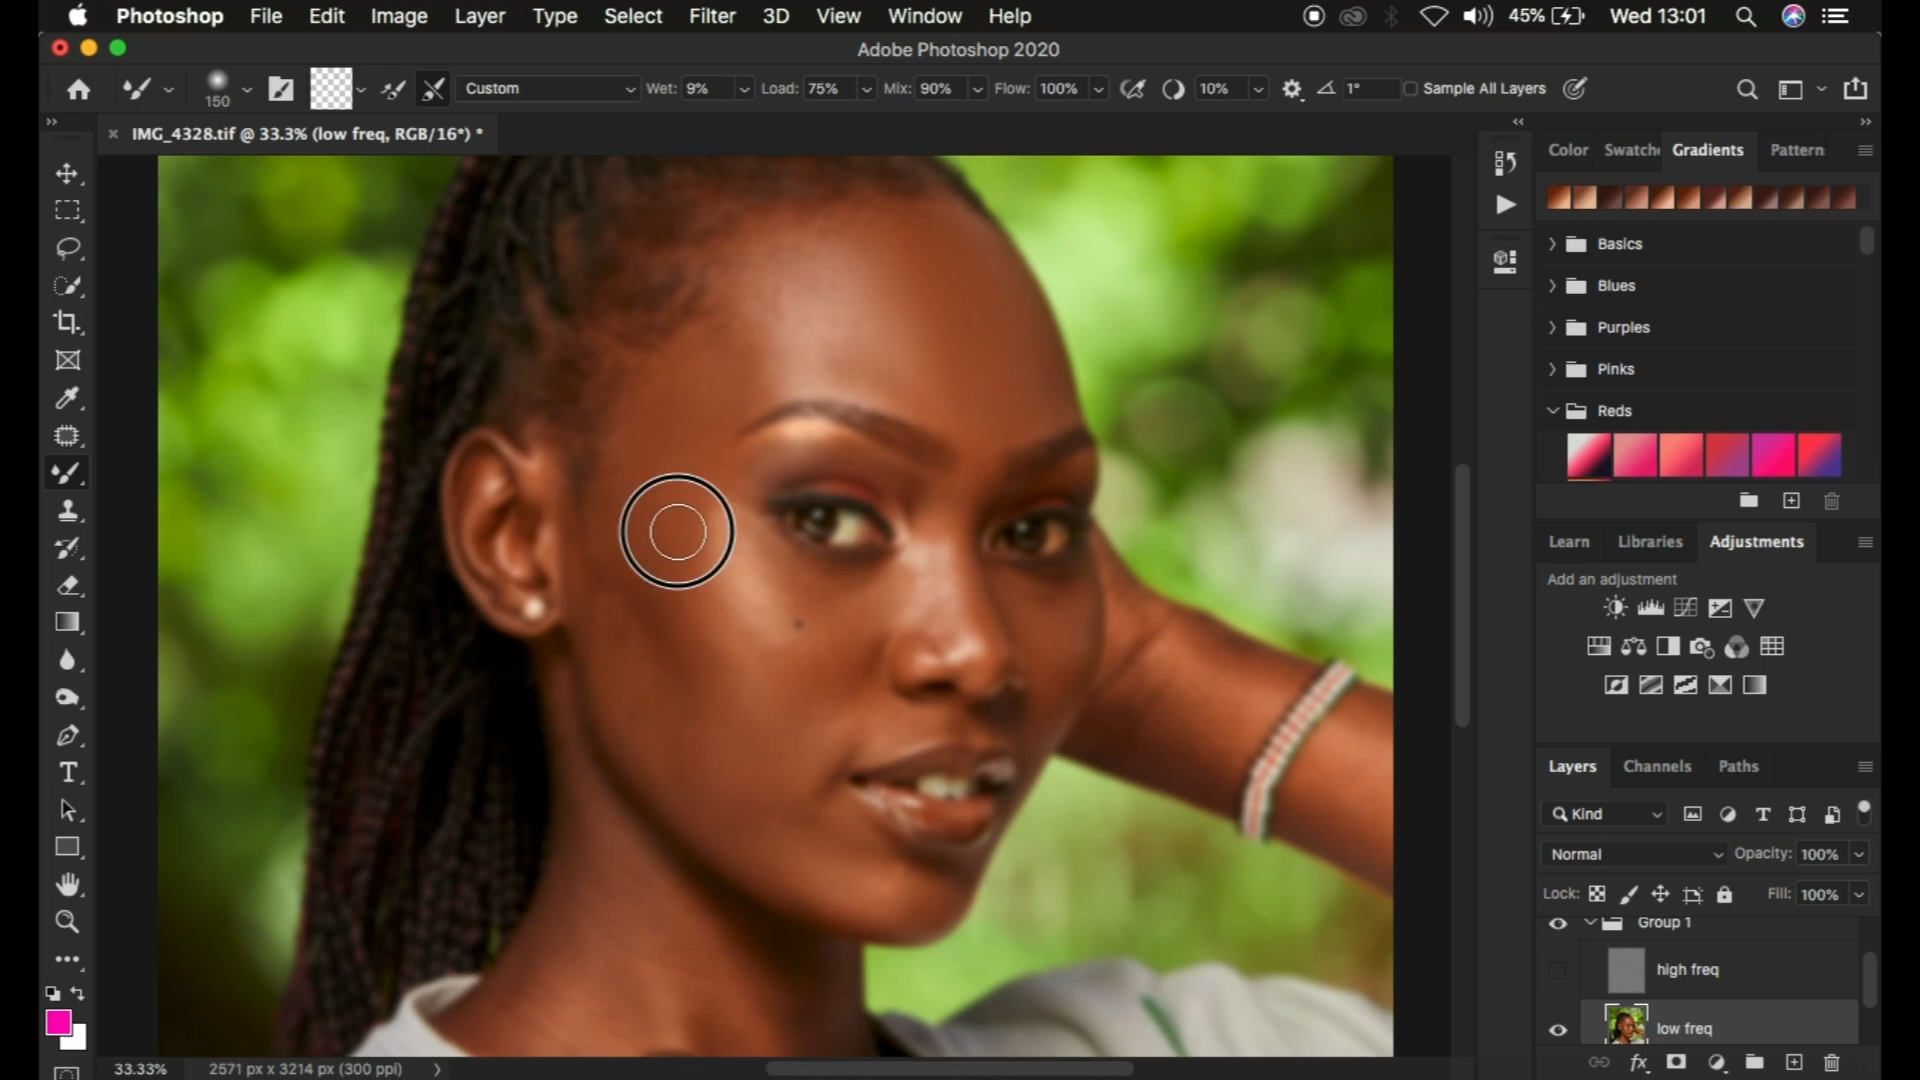 Photoshop File Edit Image Layer Type Select Filter 3D View Window Help 45% Wed 13:01
Adobe Photoshop 2020
150 Custom Wet: 9% Load: 75% Mix: 90% Flow: 100% 10% 1° Sample All Layers
IMG_4328.tif @ 33.3% (low freq, RGB/16*) *
Color Swatche Gradients Pattern
Basics
Blues
Purples
Pinks
Reds
Learn Libraries Adjustments
Add an adjustment
Layers Channels Paths
Kind
Normal Opacity: 100%
Lock: Fill: 100%
Group 1
high freq
low freq
33.33% 2571 px x 3214 px (300 ppi)